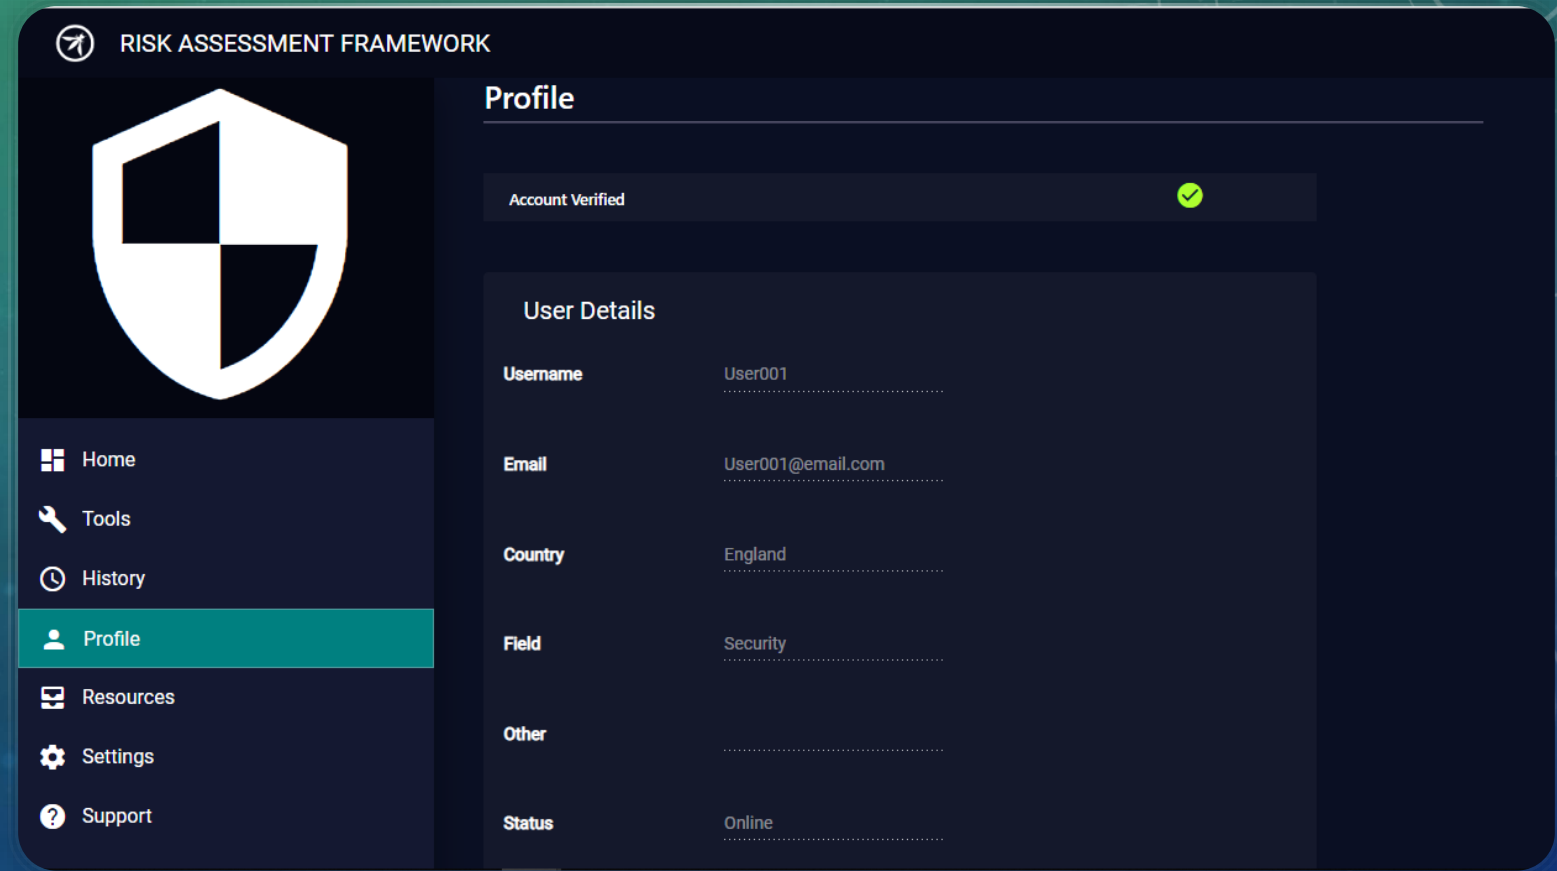 RISK ASSESSMENT FRAMEWORK
Profile
Account Verified
User Details
Username User001
Email User001@email.com
Country England
Field Security
Other
Status Online
Home
Tools
History
Profile
Resources
Settings
Support